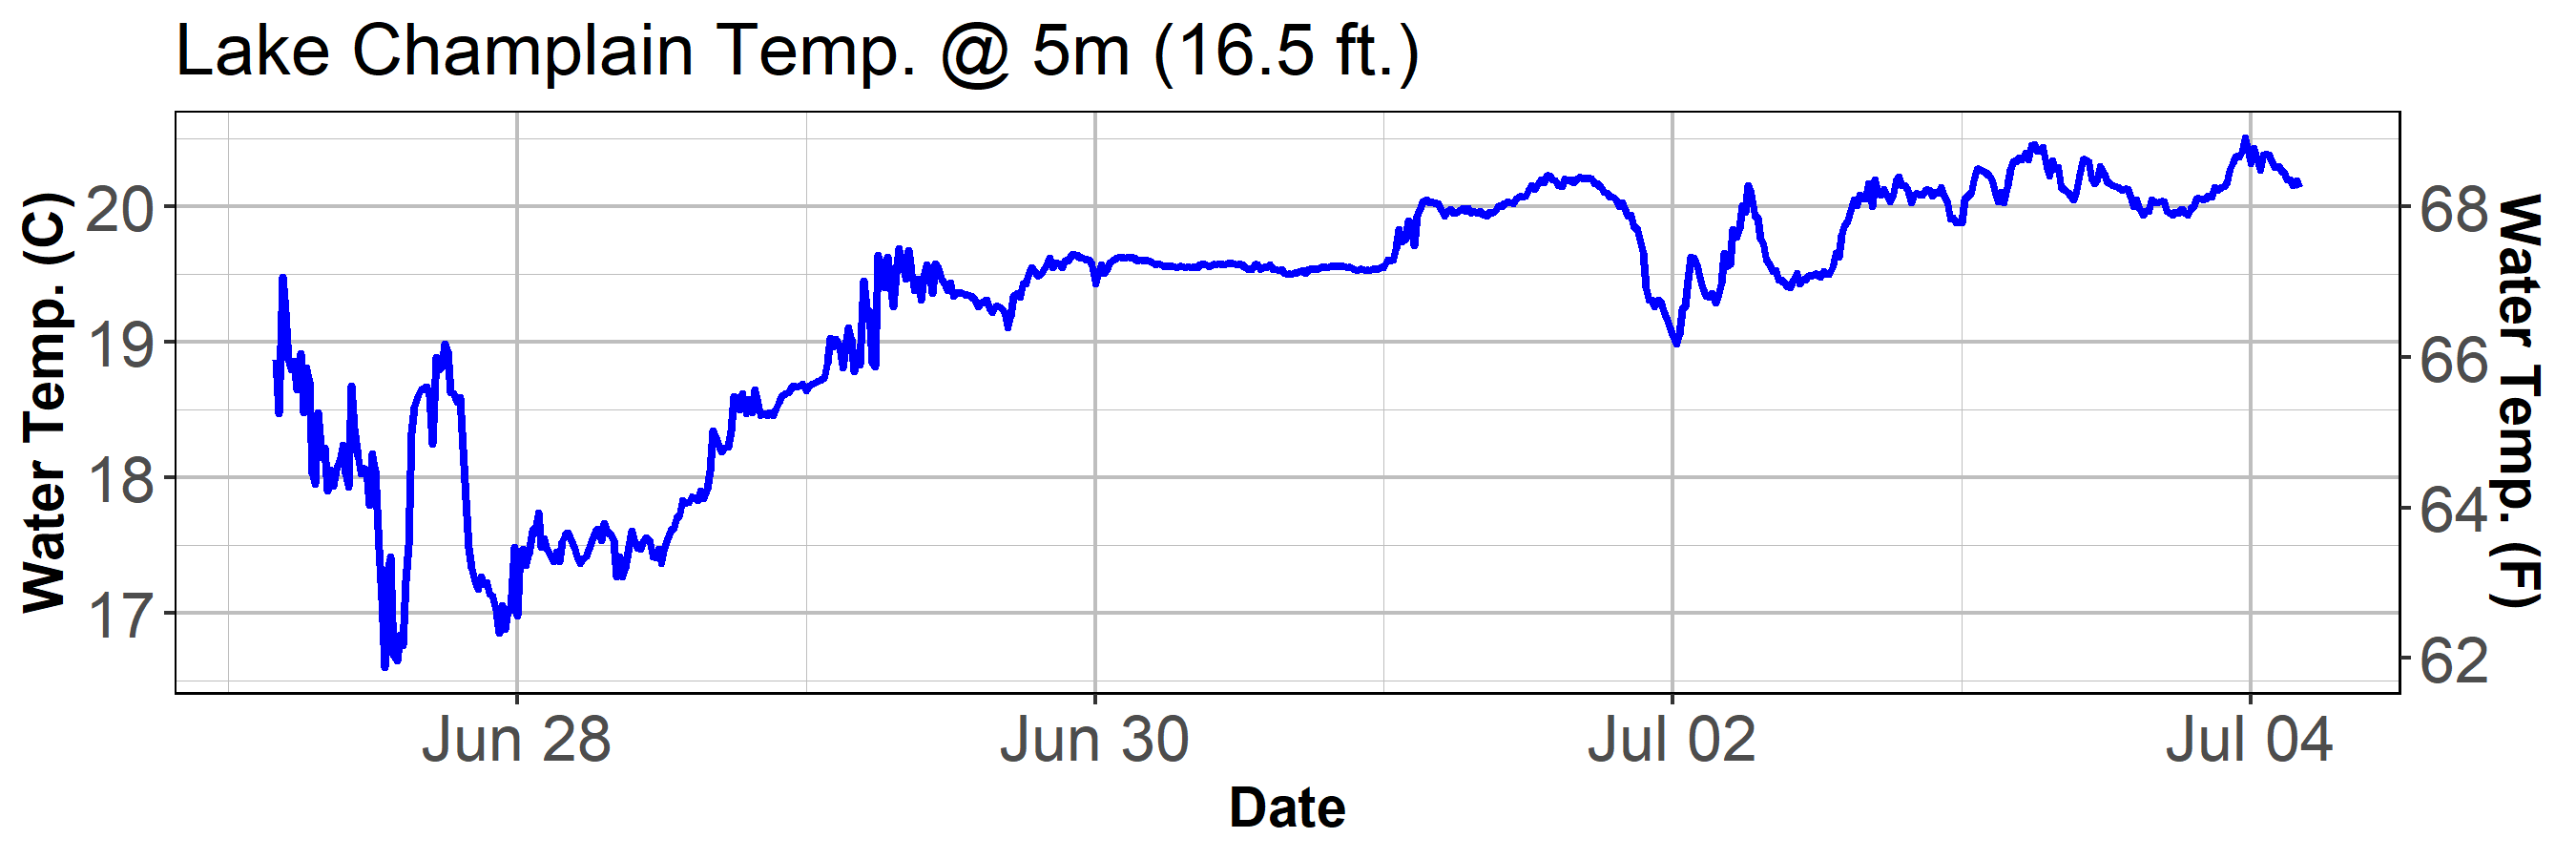 Lake Champlain Temp. @ 5m (16.5 ft.)
Water Temp. (C)
20
19
18
17
68
66
64
62
Water Temp. (F)
Jun 28
Jun 30
Jul 02
Jul 04
Date